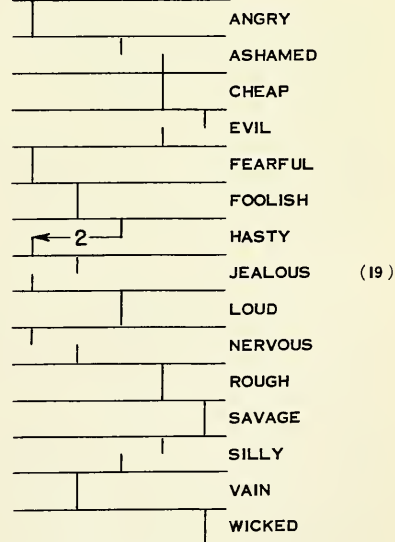 ANGRY
ASHAMED
CHEAP
EVIL
FEARFUL
FOOLISH
2 HASTY
JEALOUS (19)
LOUD
NERVOUS
ROUGH
SAVAGE
SILLY
VAIN
WICKED